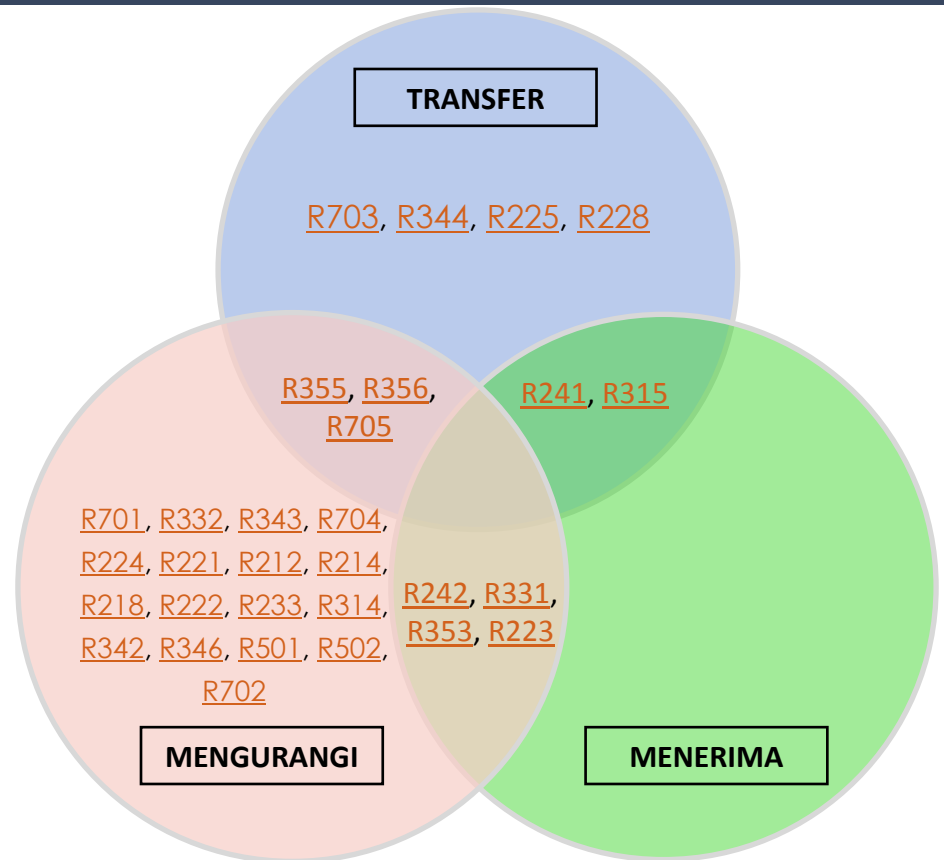 TRANSFER
R703, R344, R225, R228
R355, R356,
R705
R241, R315
R701, R332, R343, R704,
R224, R221, R212, R214,
R218, R222, R233, R314,
R342, R346, R501, R502,
R702
R242, R331,
R353, R223
MENGURANGI
MENERIMA